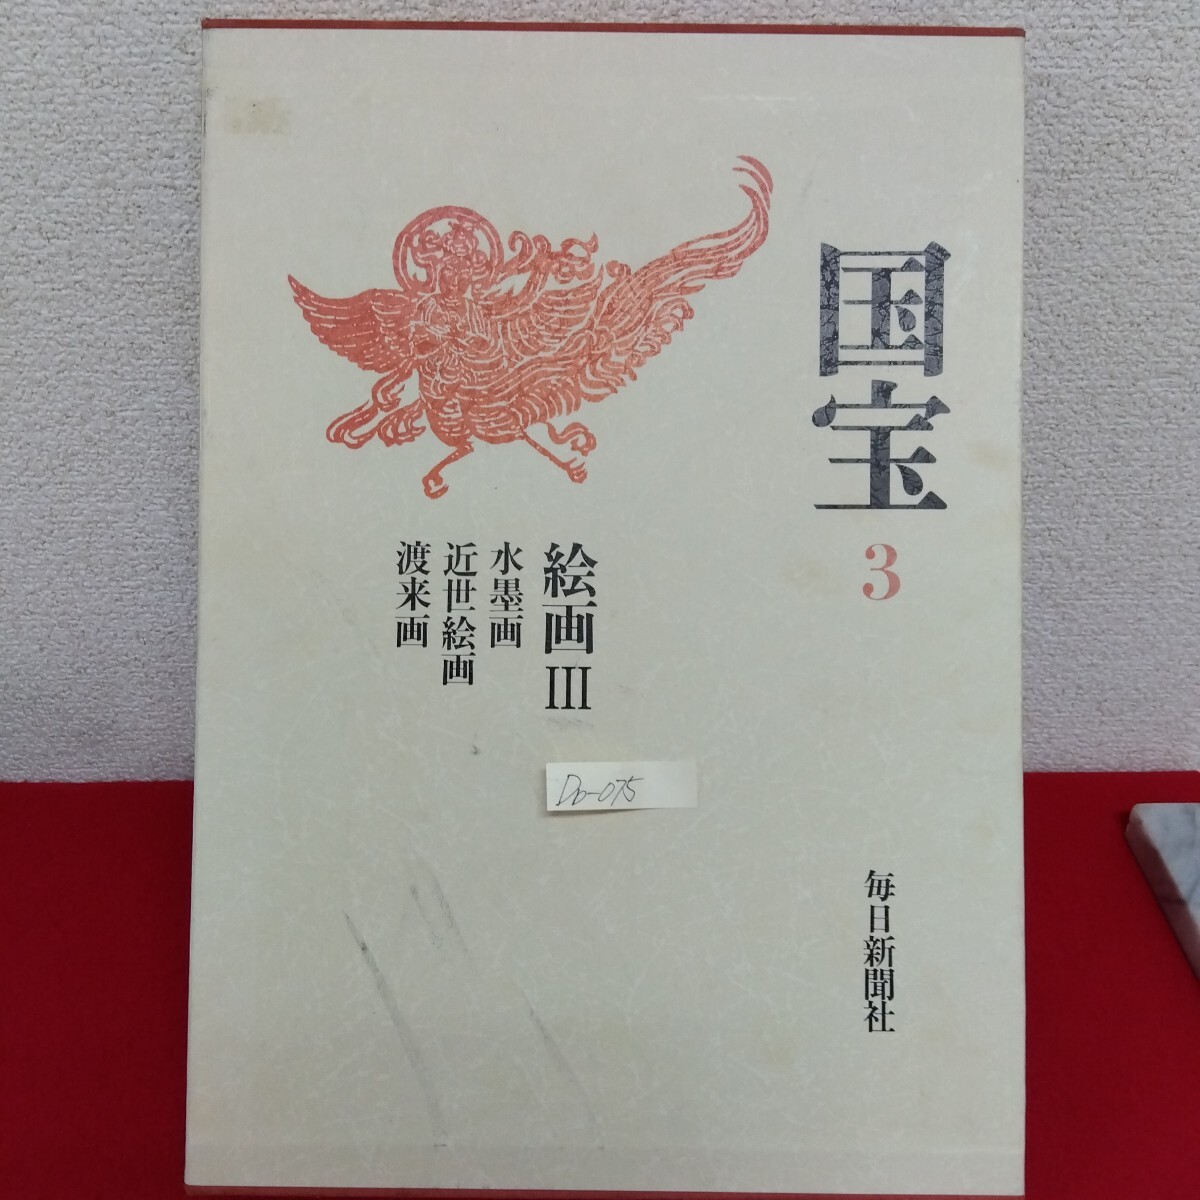 国宝
3
絵画III
水墨画
近世絵画
渡来画
Do-075
毎日新聞社